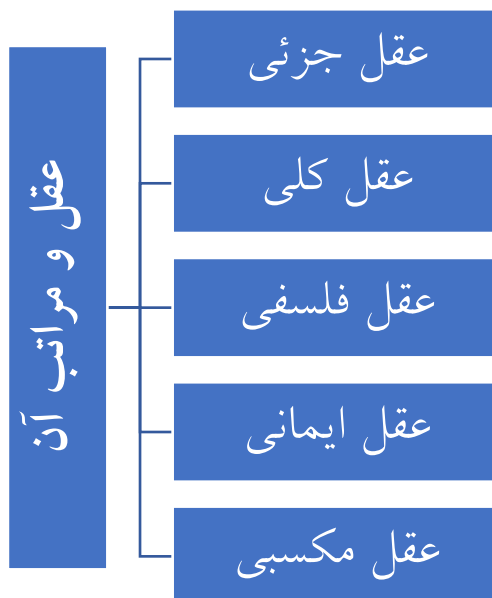 عقل و مراتب آن
عقل جزئی
عقل کلی
عقل فلسفی
عقل ایمانی
عقل مکسبی